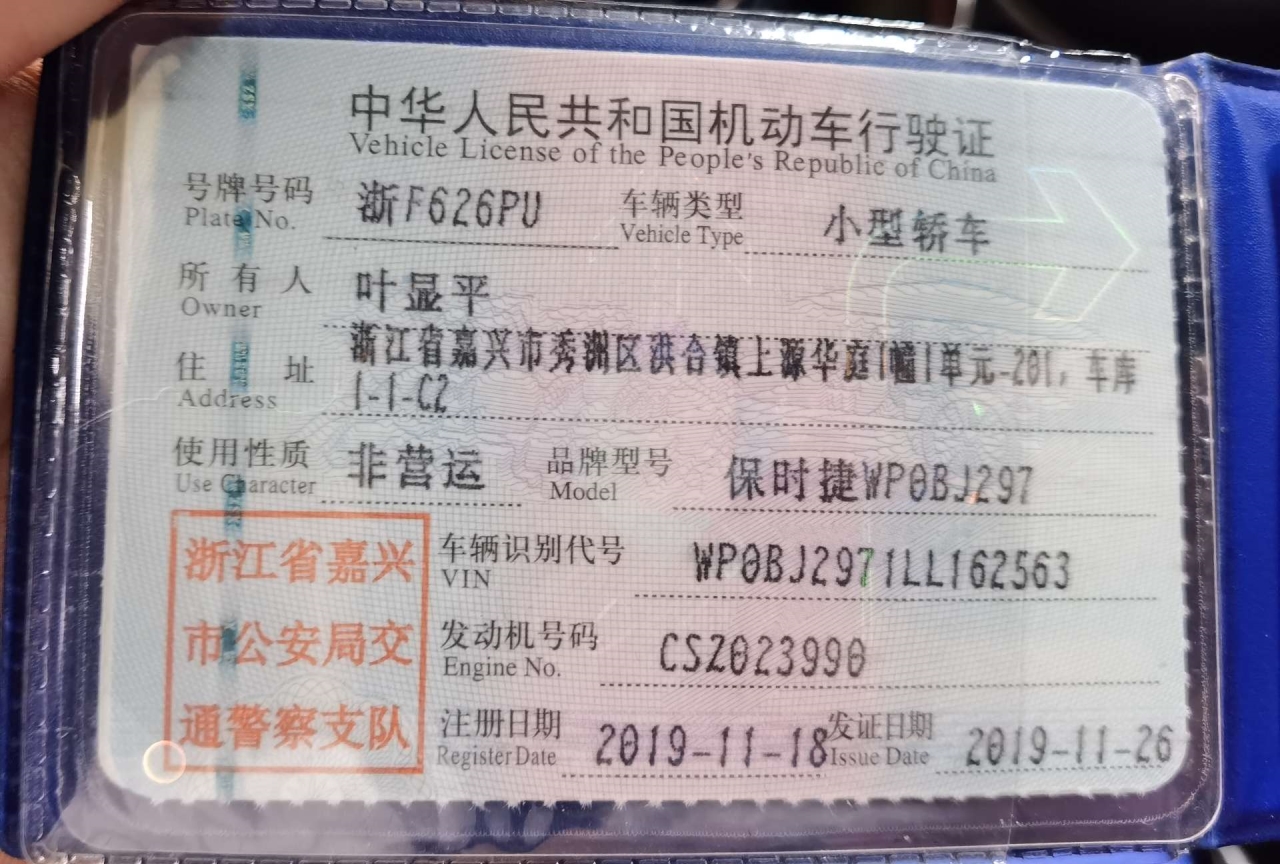 中华人民共和国机动车行驶证
Vehicle License of the People's Republic of China
号牌号码 浙F626PU 车辆类型 小型轿车
Plate No. Vehicle Type
所有人 叶显平
Owner
住址 浙江省嘉兴市秀洲区洪合镇上源华庭1幢1单元-201，车库
Address 1-1-C2
使用性质 非营运 品牌型号 保时捷WP0BJ297
Use Character Model
车辆识别代号 WP0BJ2971LL162563
VIN
发动机号码 CSZ023990
Engine No.
注册日期 2019-11-18 发证日期 2019-11-26
Register Date Issue Date
浙江省嘉兴
市公安局交
通警察支队